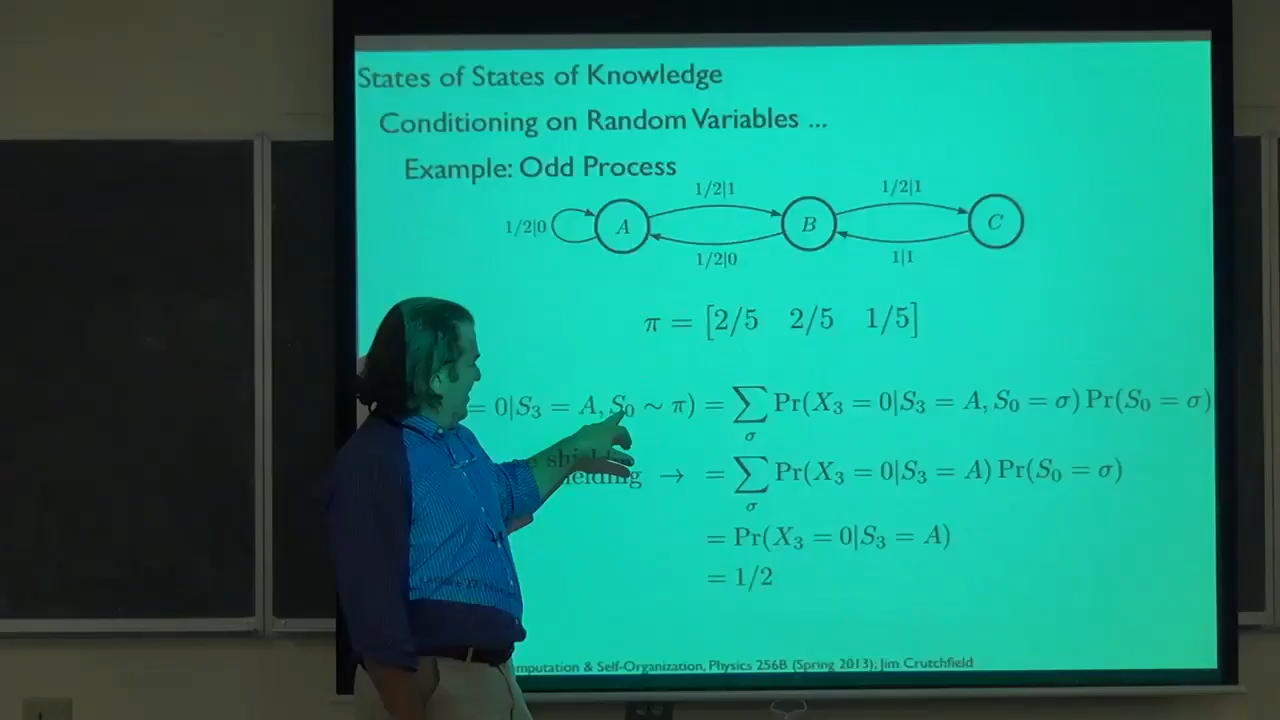 States of States of Knowledge
Conditioning on Random Variables ...
Example: Odd Process
1/2|1
1/2|1
1/2|0
A
B
C
1/2|0
1|1
π = [2/5 2/5 1/5]
= 0|S₃ = A, S₀ ∼ π) = ∑σ Pr(X₃ = 0|S₃ = A, S₀ = σ) Pr(S₀ = σ)
→ = ∑σ Pr(X₃ = 0|S₃ = A) Pr(S₀ = σ)
= Pr(X₃ = 0|S₃ = A)
= 1/2
mputation & Self-Organization, Physics 256B (Spring 2013); Jim Crutchfield